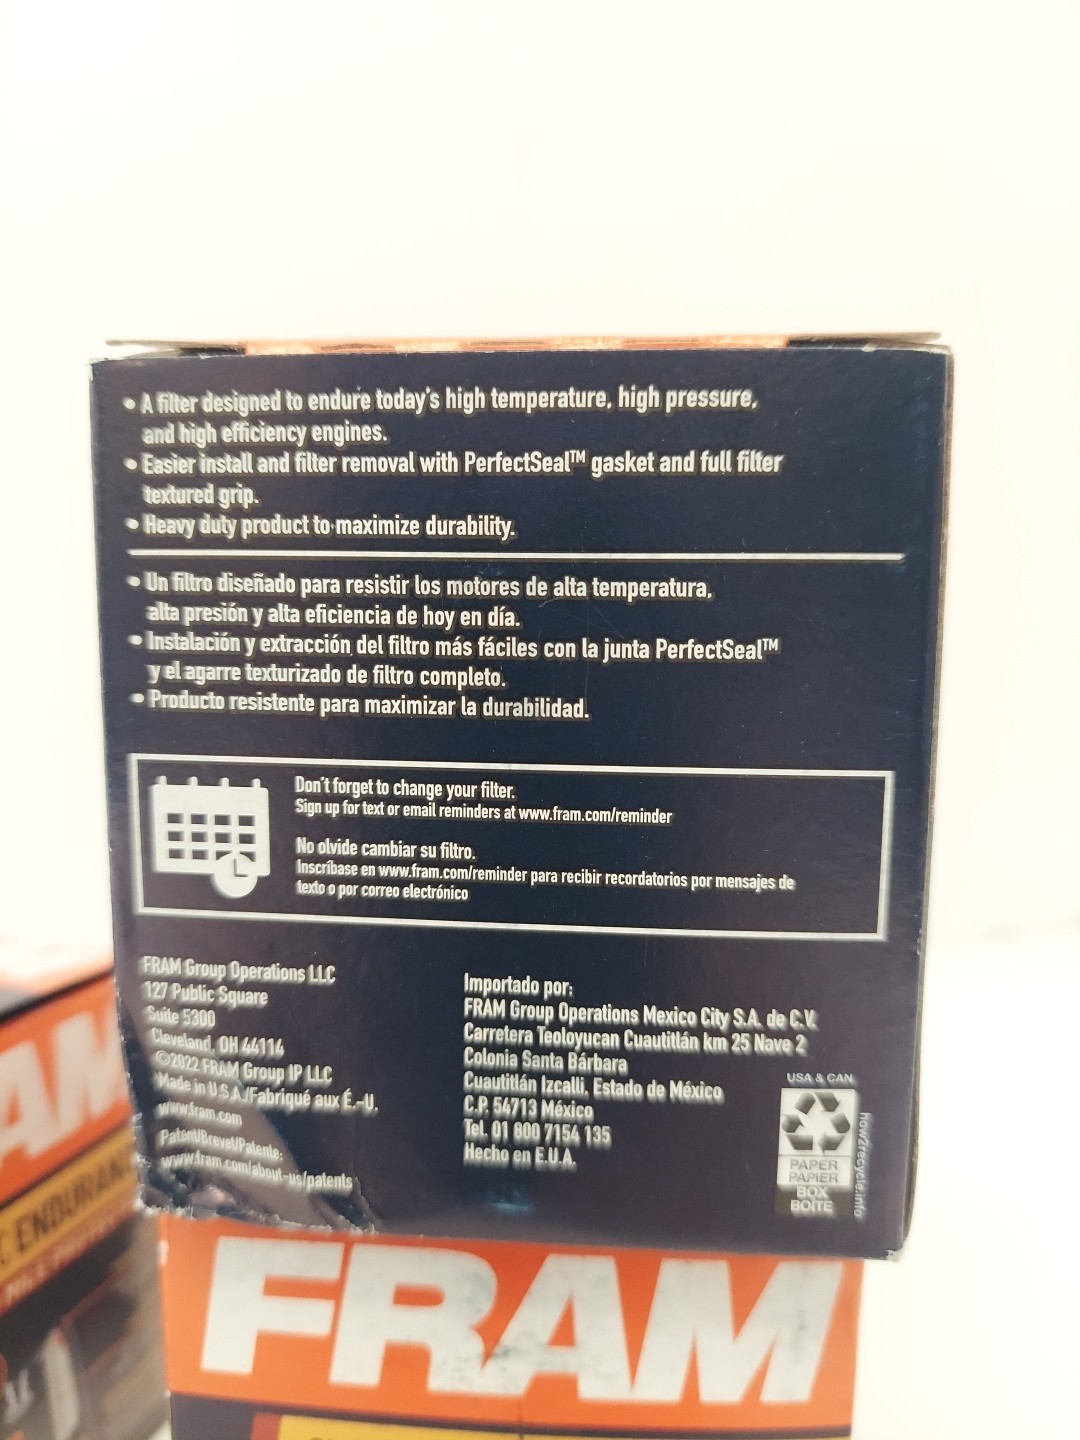 • A filter designed to endure today's high temperature, high pressure,
and high efficiency engines.
• Easier install and filter removal with PerfectSeal™ gasket and full filter
textured grip.
• Heavy duty product to maximize durability.
• Un filtro diseñado para resistir los motores de alta temperatura,
alta presión y alta eficiencia de hoy en día.
• Instalación y extracción del filtro más fáciles con la junta PerfectSeal™
y el agarre texturizado de filtro completo.
• Producto resistente para maximizar la durabilidad.
Don't forget to change your filter.
Sign up for text or email reminders at www.fram.com/reminder
No olvide cambiar su filtro.
Inscríbase en www.fram.com/reminder para recibir recordatorios por mensajes de
texto o por correo electrónico
FRAM Group Operations LLC
127 Public Square
Suite 5300
Cleveland, OH 44114
©2022 FRAM Group IP LLC
Made in U.S.A./Fabriqué aux É.-U.
www.fram.com
Patent/Brevet/Patente:
www.fram.com/about-us/patents
Importado por:
FRAM Group Operations Mexico City S.A. de C.V.
Carretera Teoloyucan Cuautitlán km 25 Nave 2
Colonia Santa Bárbara
Cuautitlán Izcalli, Estado de México
C.P. 54713 México
Tel. 01 800 7154 135
Hecho en E.U.A.
USA & CAN
PAPER
PAPIER
BOX
BOÎTE
how2recycle.info
FRAM
AM
ENDURANC